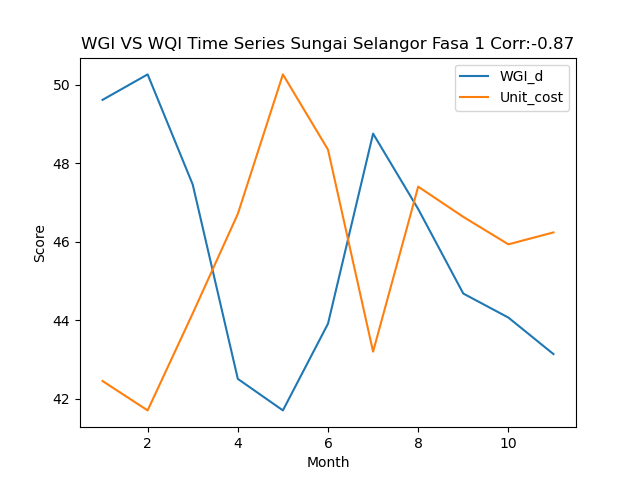 WGI VS WQI Time Series Sungai Selangor Fasa 1 Corr:-0.87
WGI_d
Unit_cost
50
48
46
44
42
Score
2 4 6 8 10
Month